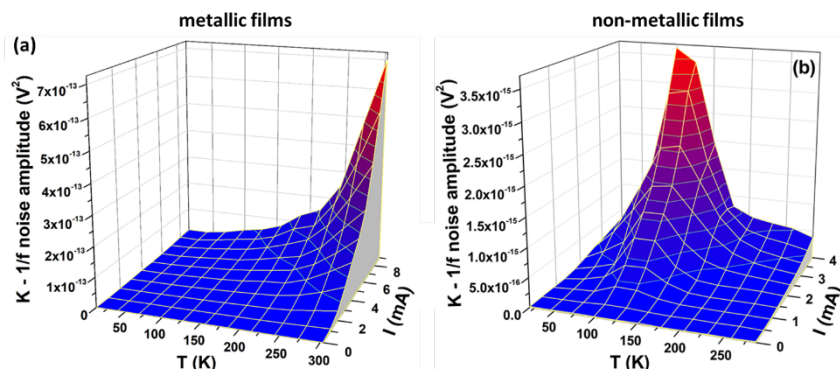 metallic films
non-metallic films
(a)
K - 1/f noise amplitude (V²)
7x10⁻¹³
6x10⁻¹³
5x10⁻¹³
4x10⁻¹³
3x10⁻¹³
2x10⁻¹³
1x10⁻¹³
0
50
100
150
200
250
300
T (K)
0
2
4
6
8
I (mA)
(b)
K - 1/f noise amplitude (V²)
3.5x10⁻¹⁵
3.0x10⁻¹⁵
2.5x10⁻¹⁵
2.0x10⁻¹⁵
1.5x10⁻¹⁵
1.0x10⁻¹⁵
5.0x10⁻¹⁶
0.0
50
100
150
200
250
T (K)
0
1
2
3
4
I (mA)